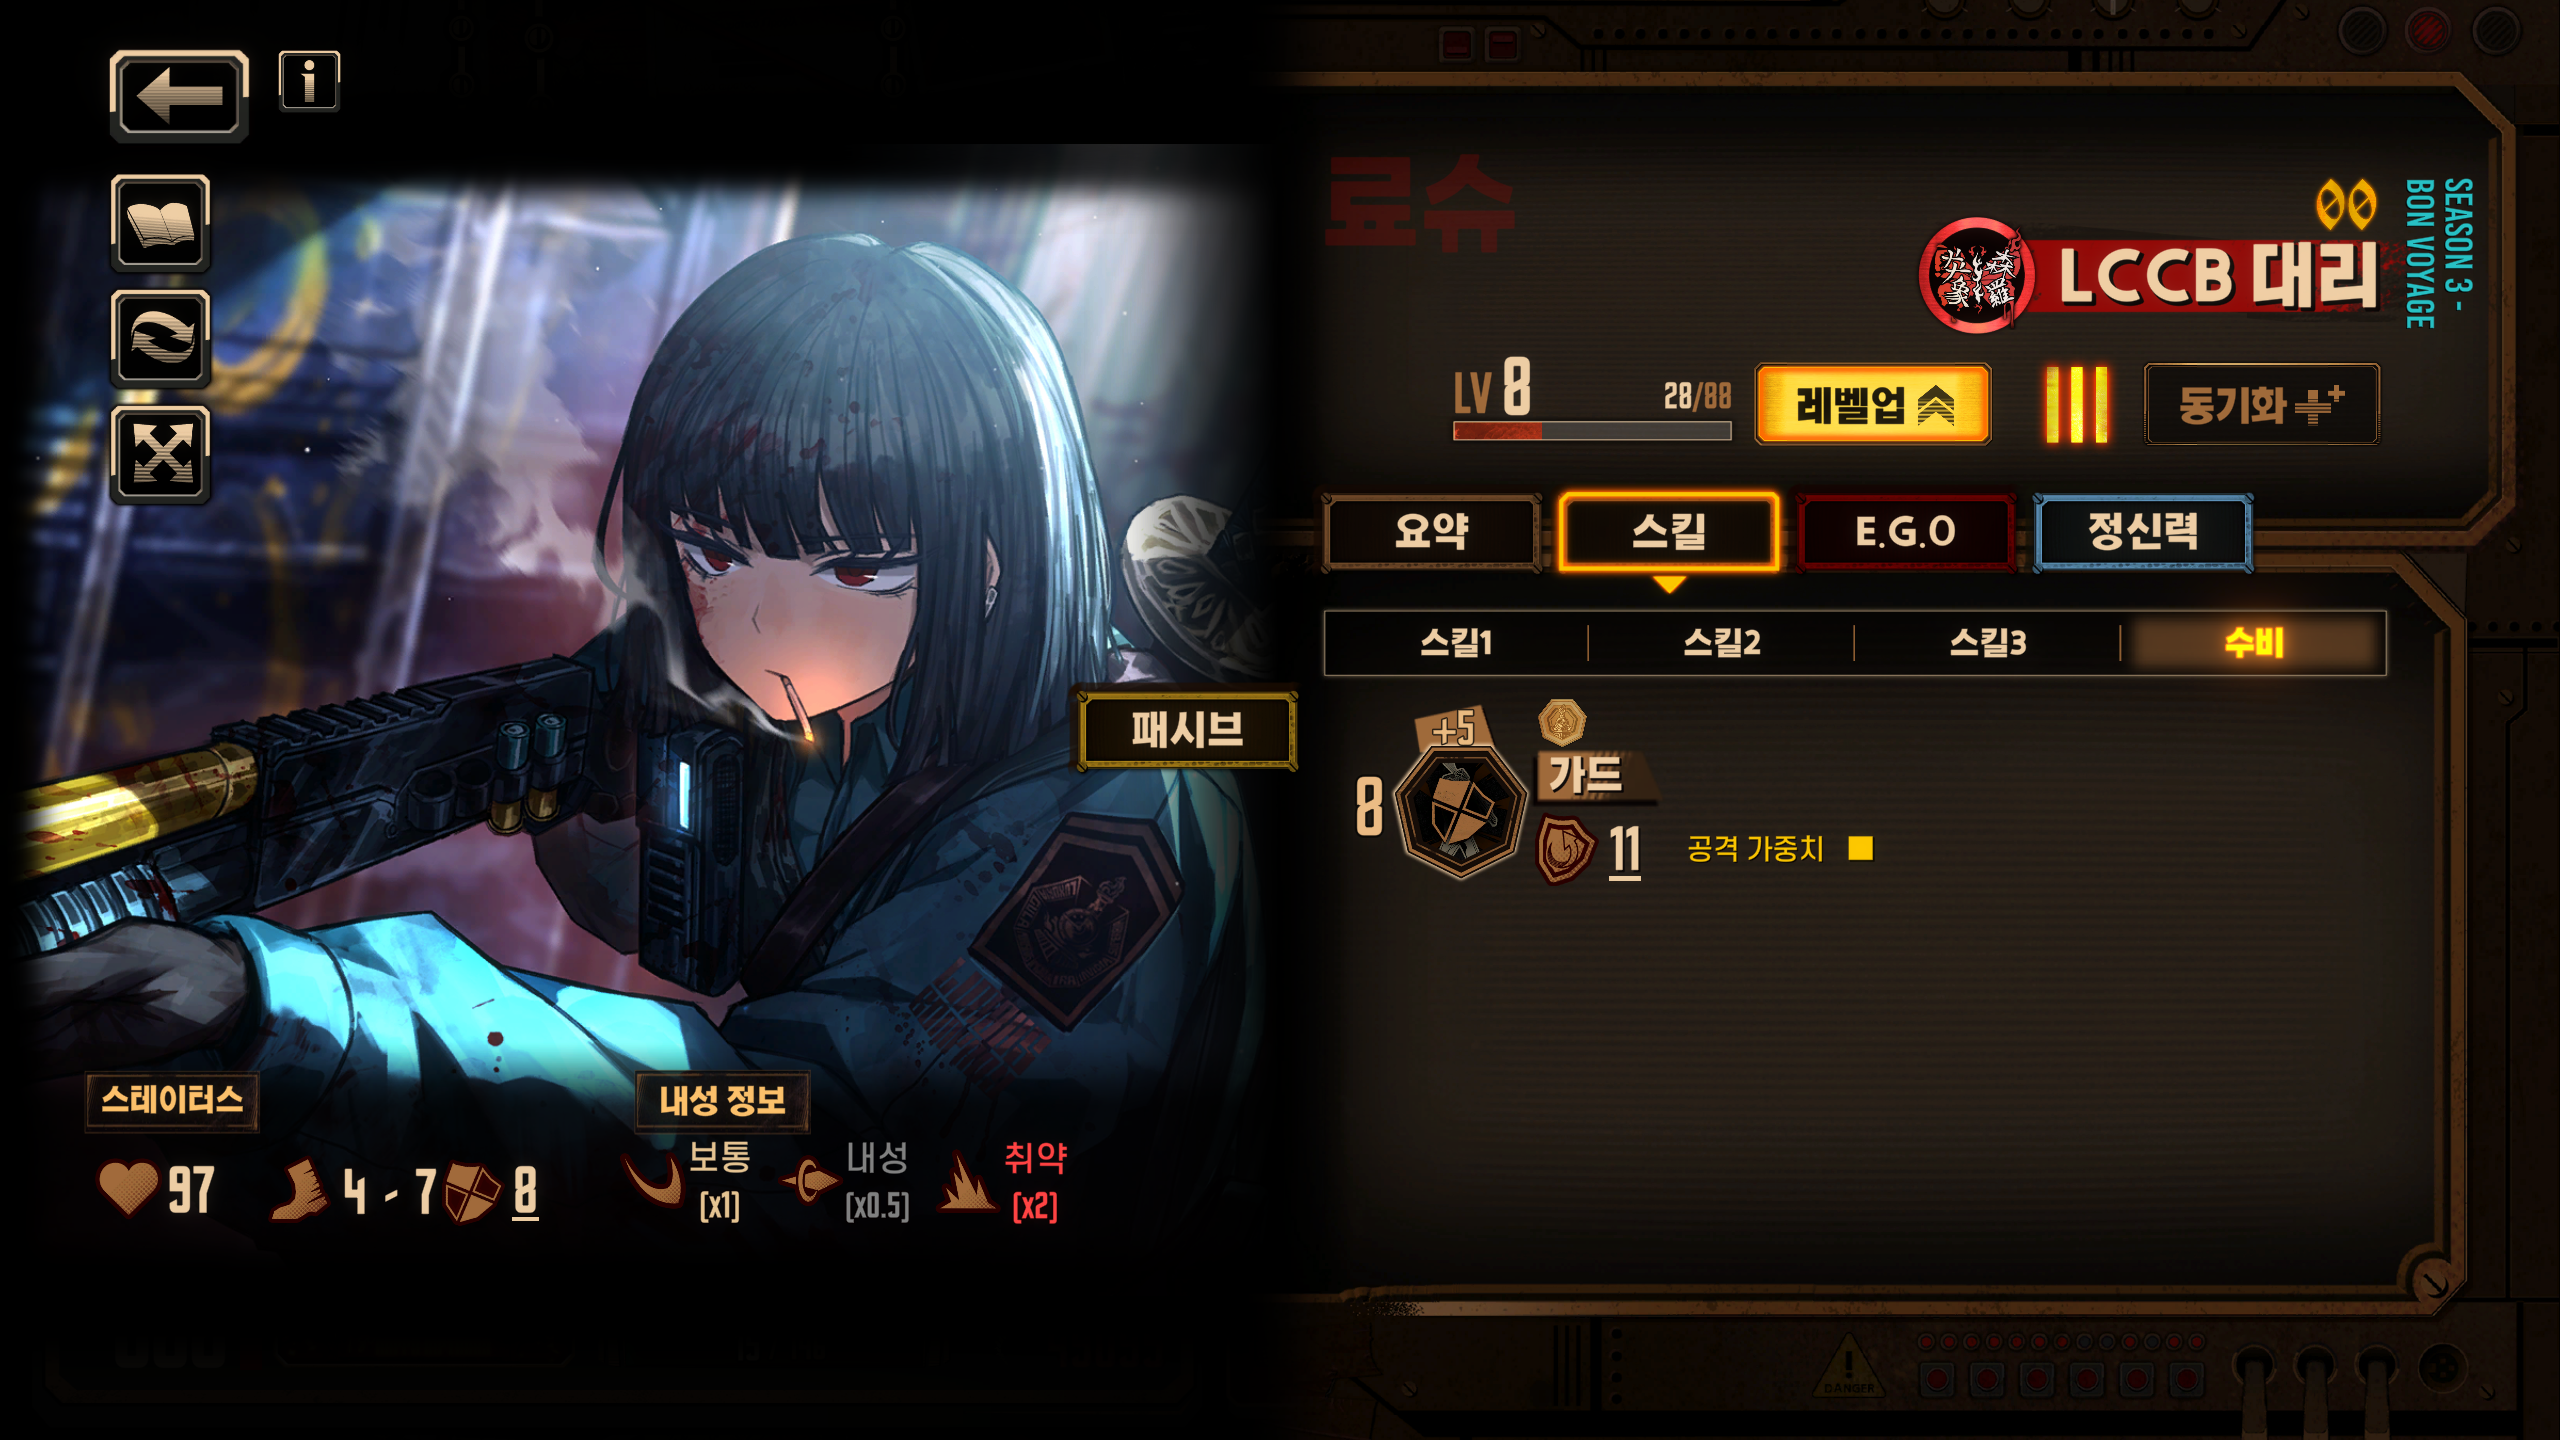 료슈
LCCB 대리
SEASON 3 -
BON VOYAGE
LV 8
28/88
레벨업
동기화
요약
스킬
E.G.O
정신력
스킬1
스킬2
스킬3
수비
패시브
+5
8
가드
11
공격 가중치
스테이터스
97
4 - 7
8
내성 정보
보통
[x1]
내성
[x0.5]
취약
[x2]
DANGER